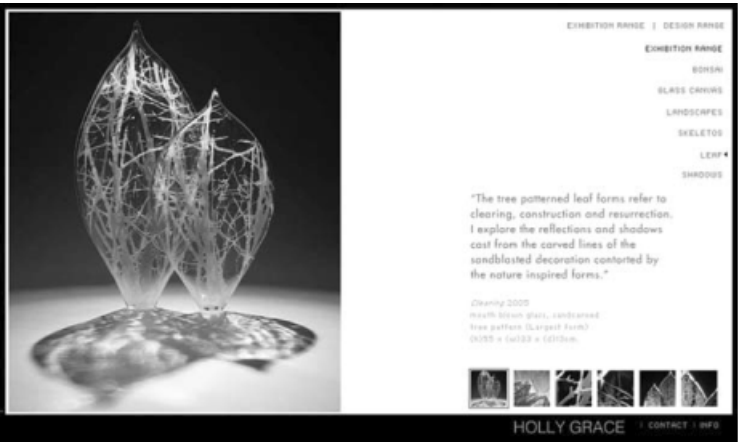 EXHIBITION RANGE | DESIGN RANGE
EXHIBITION RANGE
BONSAI
GLASS CANVAS
LANDSCAPES
SKELETOS
LEAF
SHADOWS
"The tree patterned leaf forms refer to
clearing, construction and resurrection.
I explore the reflections and shadows
cast from the carved lines of the
sandblasted decoration contorted by
the nature inspired forms."
Clearing 2005
mouth blown glass, sandcarved
tree pattern (Largest form)
(h)55 x (w)33 x (d)13cm.
HOLLY GRACE | CONTACT | INFO